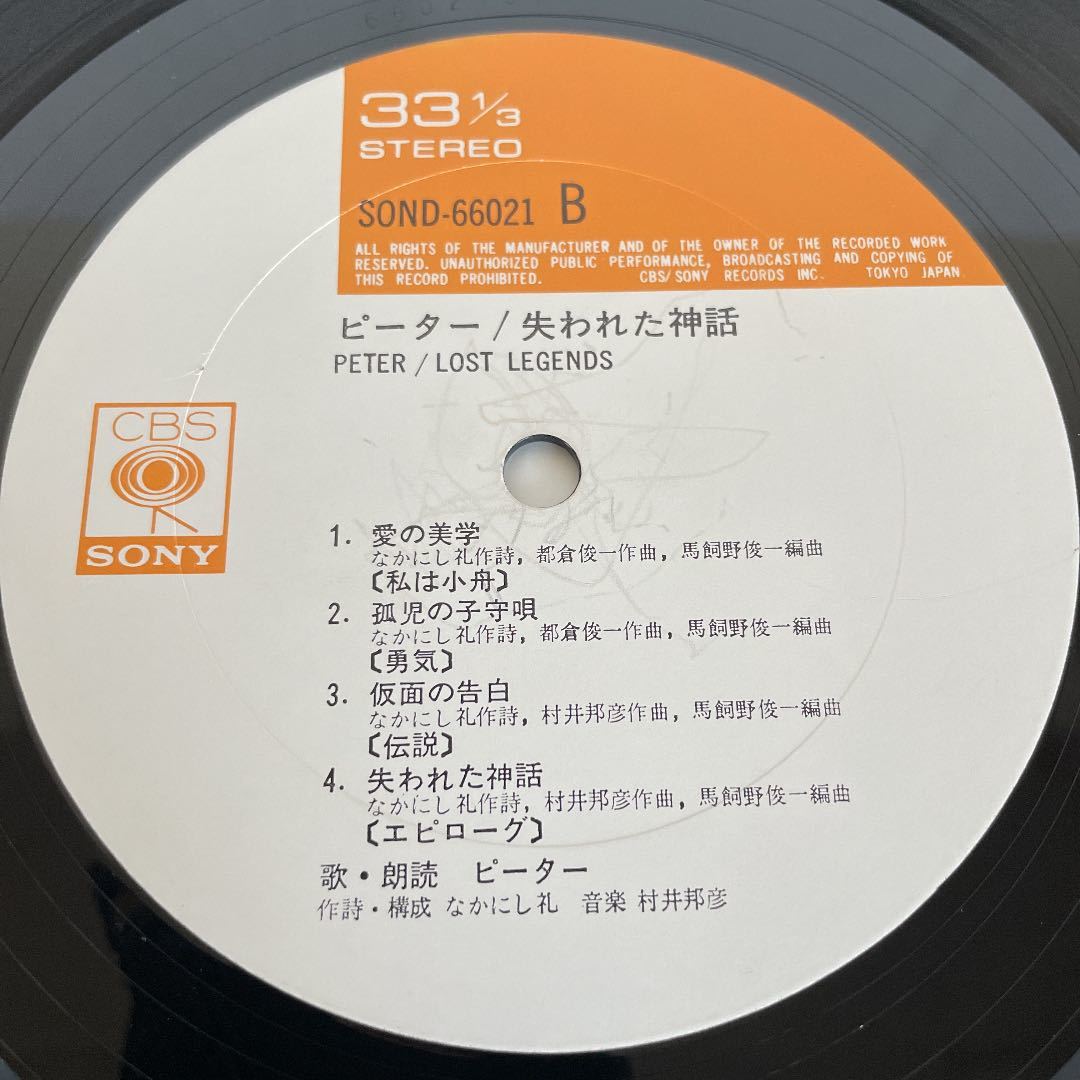 33 1/3
STEREO
SOND-66021 B
ALL RIGHTS OF THE MANUFACTURER AND OF THE OWNER OF THE RECORDED WORK
RESERVED. UNAUTHORIZED PUBLIC PERFORMANCE, BROADCASTING AND COPYING OF
THIS RECORD PROHIBITED. CBS/SONY RECORDS INC. TOKYO JAPAN.
ピーター/失われた神話
PETER/LOST LEGENDS
CBS
SONY
1. 愛の美学
なかにし礼作詩, 都倉俊一作曲, 馬飼野俊一編曲
〔私は小舟〕
2. 孤児の子守唄
なかにし礼作詩, 都倉俊一作曲, 馬飼野俊一編曲
〔勇気〕
3. 仮面の告白
なかにし礼作詩, 村井邦彦作曲, 馬飼野俊一編曲
〔伝説〕
4. 失われた神話
なかにし礼作詩, 村井邦彦作曲, 馬飼野俊一編曲
〔エピローグ〕
歌・朗読 ピーター
作詩・構成 なかにし礼 音楽 村井邦彦